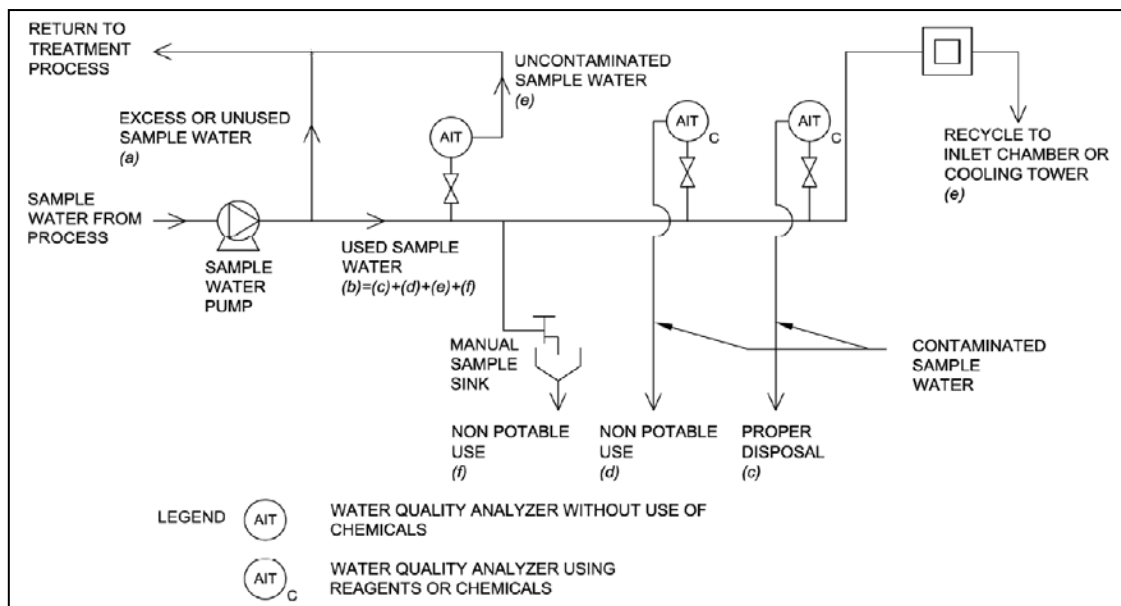 RETURN TO
TREATMENT
PROCESS
UNCONTAMINATED
SAMPLE WATER
(e)
EXCESS OR UNUSED
SAMPLE WATER
(a)
AIT
AIT
C
AIT
C
RECYCLE TO
INLET CHAMBER OR
COOLING TOWER
(e)
SAMPLE
WATER FROM
PROCESS
SAMPLE
WATER
PUMP
USED SAMPLE
WATER
(b)=(c)+(d)+(e)+(f)
MANUAL
SAMPLE
SINK
CONTAMINATED
SAMPLE
WATER
NON POTABLE
USE
(f)
NON POTABLE
USE
(d)
PROPER
DISPOSAL
(c)
LEGEND
AIT
WATER QUALITY ANALYZER WITHOUT USE OF
CHEMICALS
AIT
C
WATER QUALITY ANALYZER USING
REAGENTS OR CHEMICALS